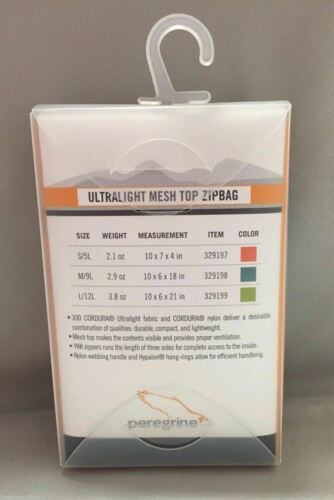 ULTRALIGHT MESH TOP ZIPBAG
SIZE WEIGHT MEASUREMENT ITEM COLOR
S/5L 2.1 oz 10 x 7 x 4 in 329197
M/9L 2.9 oz 10 x 6 x 18 in 329198
L/12L 3.8 oz 10 x 6 x 21 in 329199
• 30D CORDURA® Ultralight fabric and CORDURA® nylon deliver a desirable
combination of qualities- durable, compact, and lightweight.
• Mesh top makes the contents visible and provides proper ventilation.
• YKK zippers runs the length of three sides for complete access to the inside.
• Nylon webbing handle and Hypalon® hang-rings allow for efficient handleing.
peregrine